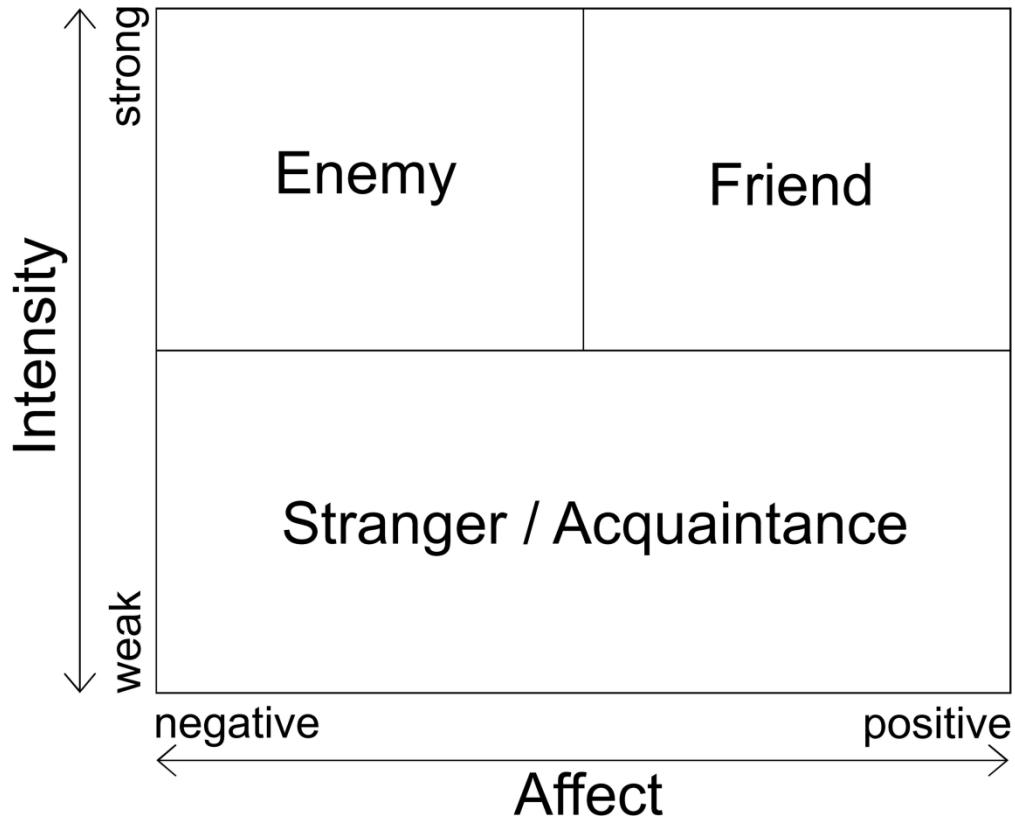 strong
Enemy
Friend
Intensity
Stranger / Acquaintance
weak
negative
positive
Affect